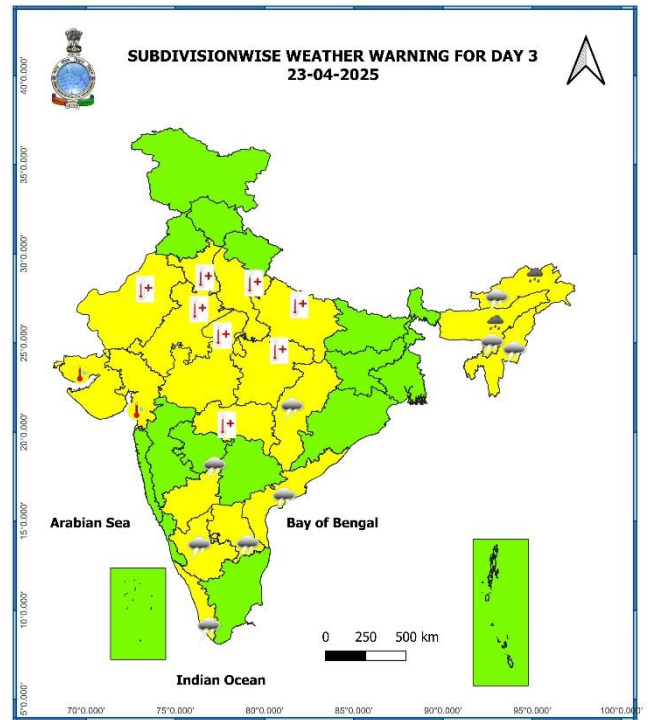 SUBDIVISIONWISE WEATHER WARNING FOR DAY 3
23-04-2025
40°0.000'
35°0.000'
30°0.000'
25°0.000'
20°0.000'
15°0.000'
10°0.000'
5°0.000'
Arabian Sea
Bay of Bengal
0 250 500 km
Indian Ocean
70°0.000' 75°0.000' 80°0.000' 85°0.000' 90°0.000' 95°0.000' 100°0.000'